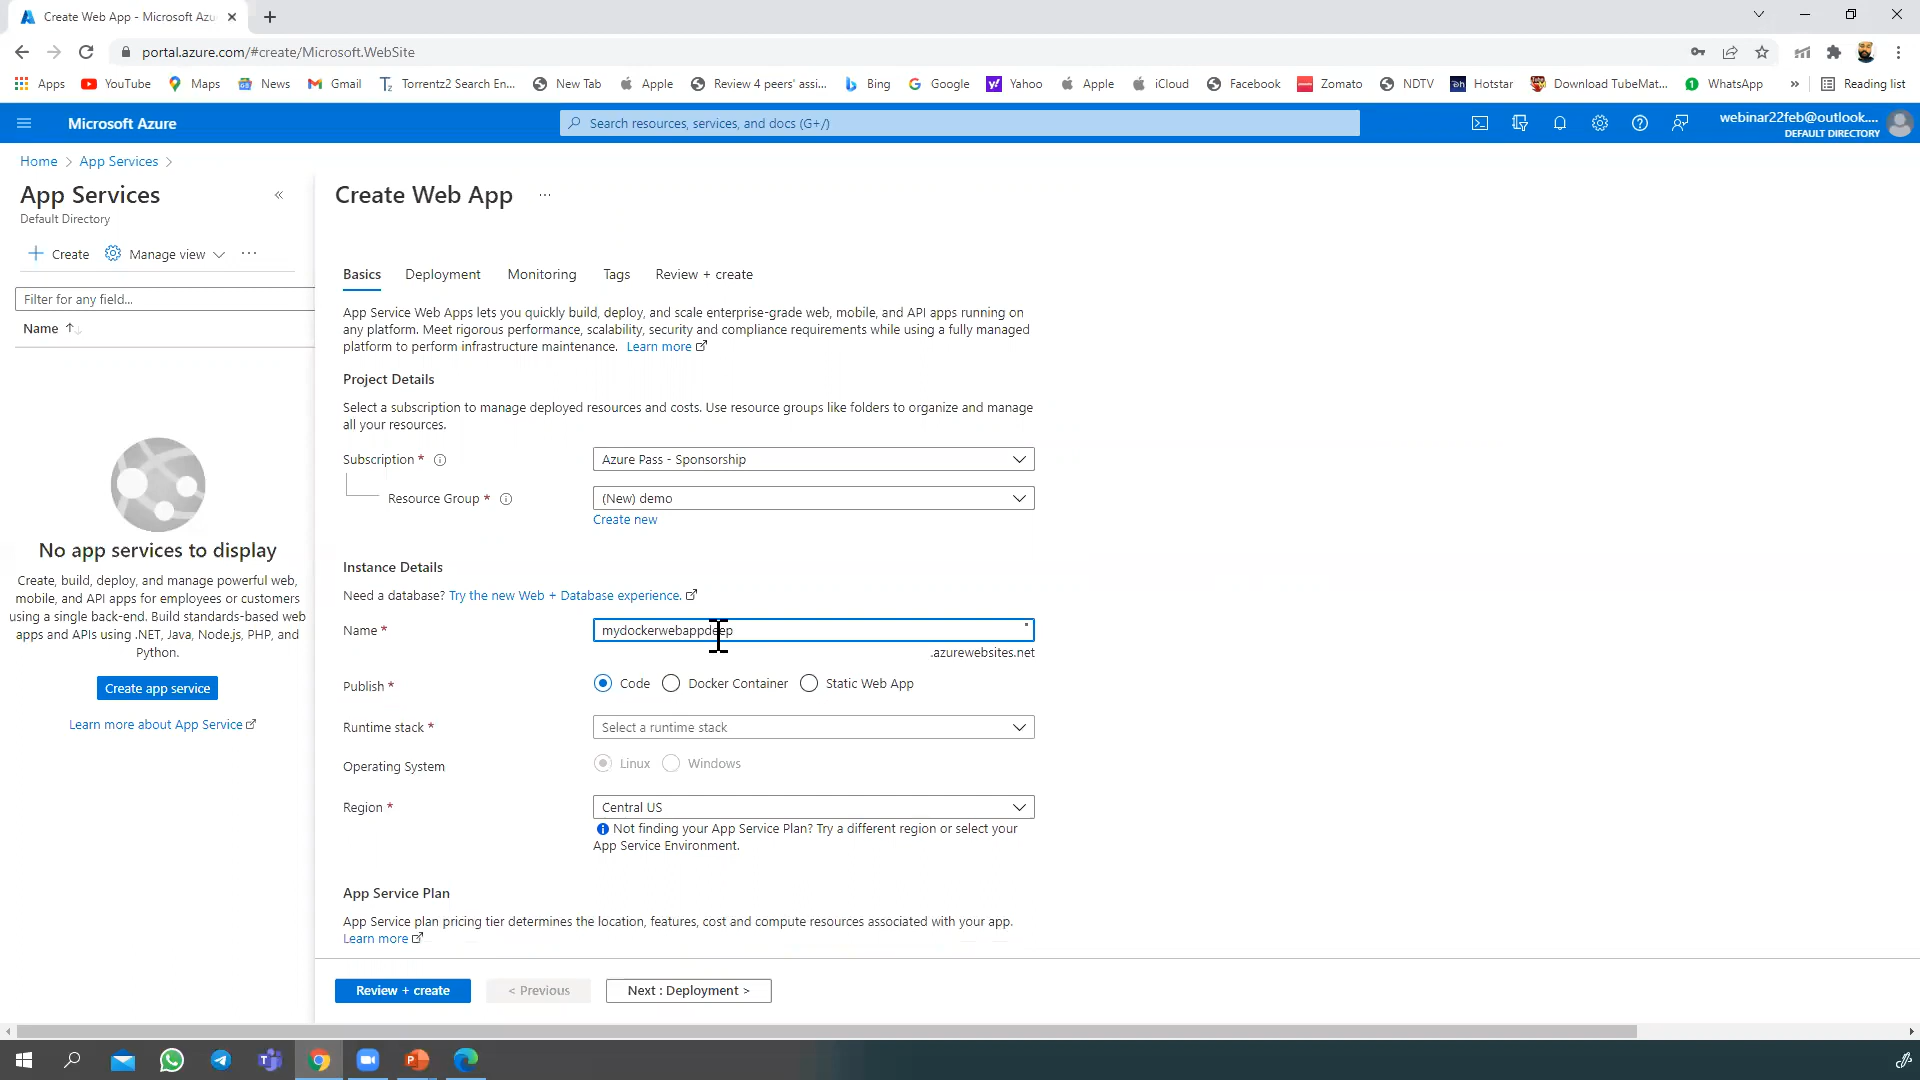 Create Web App - Microsoft Azu
portal.azure.com/#create/Microsoft.WebSite
Apps
YouTube
Maps
News
Gmail
Torrentz2 Search En...
New Tab
Apple
Review 4 peers' assi...
Bing
Google
Yahoo
Apple
iCloud
Facebook
Zomato
NDTV
Hotstar
Download TubeMat...
WhatsApp
»
Reading list
Microsoft Azure
Search resources, services, and docs (G+/)
webinar22feb@outlook....
DEFAULT DIRECTORY
Home > App Services >
App Services
Default Directory
+ Create
Manage view
...
Filter for any field...
Name ↑↓
No app services to display
Create, build, deploy, and manage powerful web,
mobile, and API apps for employees or customers
using a single back-end. Build standards-based web
apps and APIs using .NET, Java, Node.js, PHP, and
Python.
Create app service
Learn more about App Service
Create Web App ...
Basics
Deployment
Monitoring
Tags
Review + create
App Service Web Apps lets you quickly build, deploy, and scale enterprise-grade web, mobile, and API apps running on
any platform. Meet rigorous performance, scalability, security and compliance requirements while using a fully managed
platform to perform infrastructure maintenance. Learn more
Project Details
Select a subscription to manage deployed resources and costs. Use resource groups like folders to organize and manage
all your resources.
Subscription *
Azure Pass - Sponsorship
Resource Group *
(New) demo
Create new
Instance Details
Need a database? Try the new Web + Database experience.
Name *
mydockerwebappdeep
.azurewebsites.net
Publish *
Code
Docker Container
Static Web App
Runtime stack *
Select a runtime stack
Operating System
Linux
Windows
Region *
Central US
Not finding your App Service Plan? Try a different region or select your
App Service Environment.
App Service Plan
App Service plan pricing tier determines the location, features, cost and compute resources associated with your app.
Learn more
Review + create
< Previous
Next : Deployment >